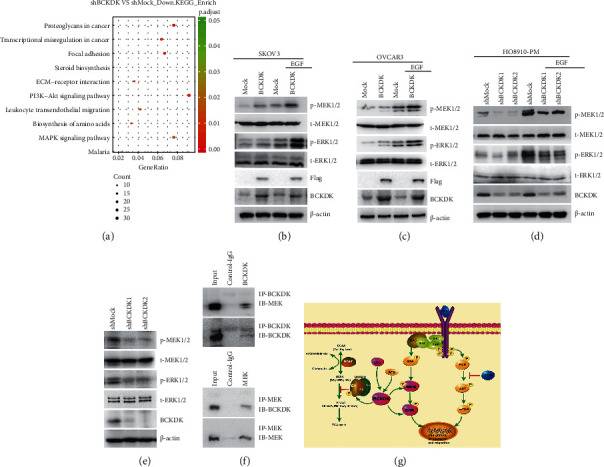 shBCKDK VS shMock_Down.KEGG_Enrich
p.adjust
0.05
0.04
0.03
0.02
0.01
0.00
Proteoglycans in cancer
Transcriptional misregulation in cancer
Focal adhesion
Steroid biosynthesis
ECM–receptor interaction
PI3K–Akt signaling pathway
Leukocyte transendothelial migration
Biosynthesis of amino acids
MAPK signaling pathway
Malaria
0.02 0.04 0.06 0.08
GeneRatio
Count
10
15
20
25
30
(a)
SKOV3
EGF
Mock
BCKDK
Mock
BCKDK
p-MEK1/2
t-MEK1/2
p-ERK1/2
t-ERK1/2
Flag
BCKDK
β-actin
(b)
OVCAR3
EGF
Mock
BCKDK
Mock
BCKDK
p-MEK1/2
t-MEK1/2
p-ERK1/2
t-ERK1/2
Flag
BCKDK
β-actin
(c)
HO8910-PM
EGF
shMock
shBCKDK1
shBCKDK2
shMock
shBCKDK1
shBCKDK2
p-MEK1/2
t-MEK1/2
p-ERK1/2
t-ERK1/2
BCKDK
β-actin
(d)
shMock
shBCKDK1
shBCKDK2
p-MEK1/2
t-MEK1/2
p-ERK1/2
t-ERK1/2
BCKDK
β-actin
(e)
Input
Control-IgG
BCKDK
IP-BCKDK
IB-MEK
IP-BCKDK
IB-BCKDK
Input
Control-IgG
MEK
IP-MEK
IB-BCKDK
IP-MEK
IB-MEK
(f)
(g)